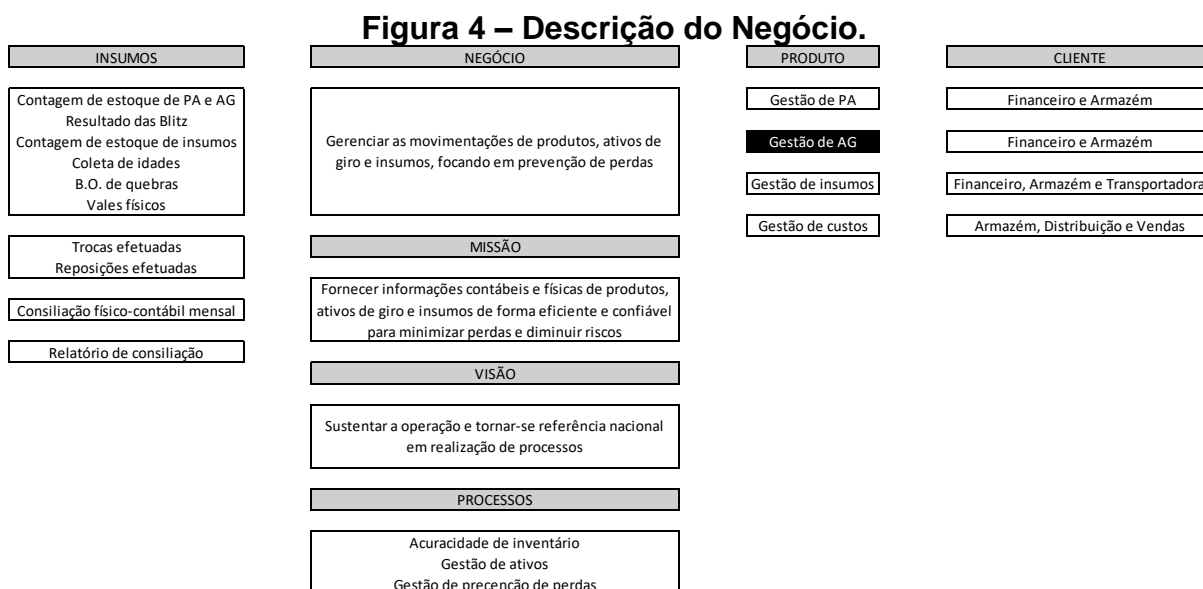 Figura 4 – Descrição do Negócio.
INSUMOS
Contagem de estoque de PA e AG
Resultado das Blitz
Contagem de estoque de insumos
Coleta de idades
B.O. de quebras
Vales físicos
Trocas efetuadas
Reposições efetuadas
Consiliação físico-contábil mensal
Relatório de consiliação
NEGÓCIO
Gerenciar as movimentações de produtos, ativos de
giro e insumos, focando em prevenção de perdas
MISSÃO
Fornecer informações contábeis e físicas de produtos,
ativos de giro e insumos de forma eficiente e confiável
para minimizar perdas e diminuir riscos
VISÃO
Sustentar a operação e tornar-se referência nacional
em realização de processos
PROCESSOS
Acuracidade de inventário
Gestão de ativos
Gestão de precenção de perdas
PRODUTO
Gestão de PA
Gestão de AG
Gestão de insumos
Gestão de custos
CLIENTE
Financeiro e Armazém
Financeiro e Armazém
Financeiro, Armazém e Transportadora
Armazém, Distribuição e Vendas